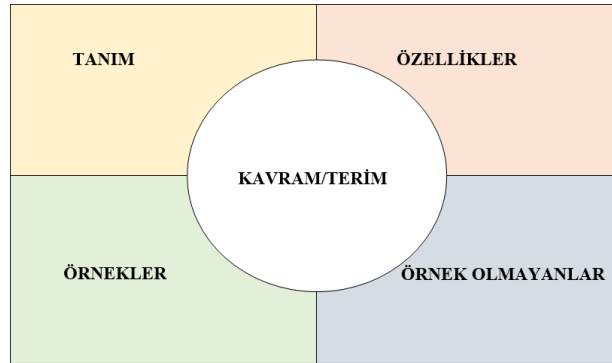 TANIM
ÖZELLİKLER
KAVRAM/TERİM
ÖRNEKLER
ÖRNEK OLMAYANLAR